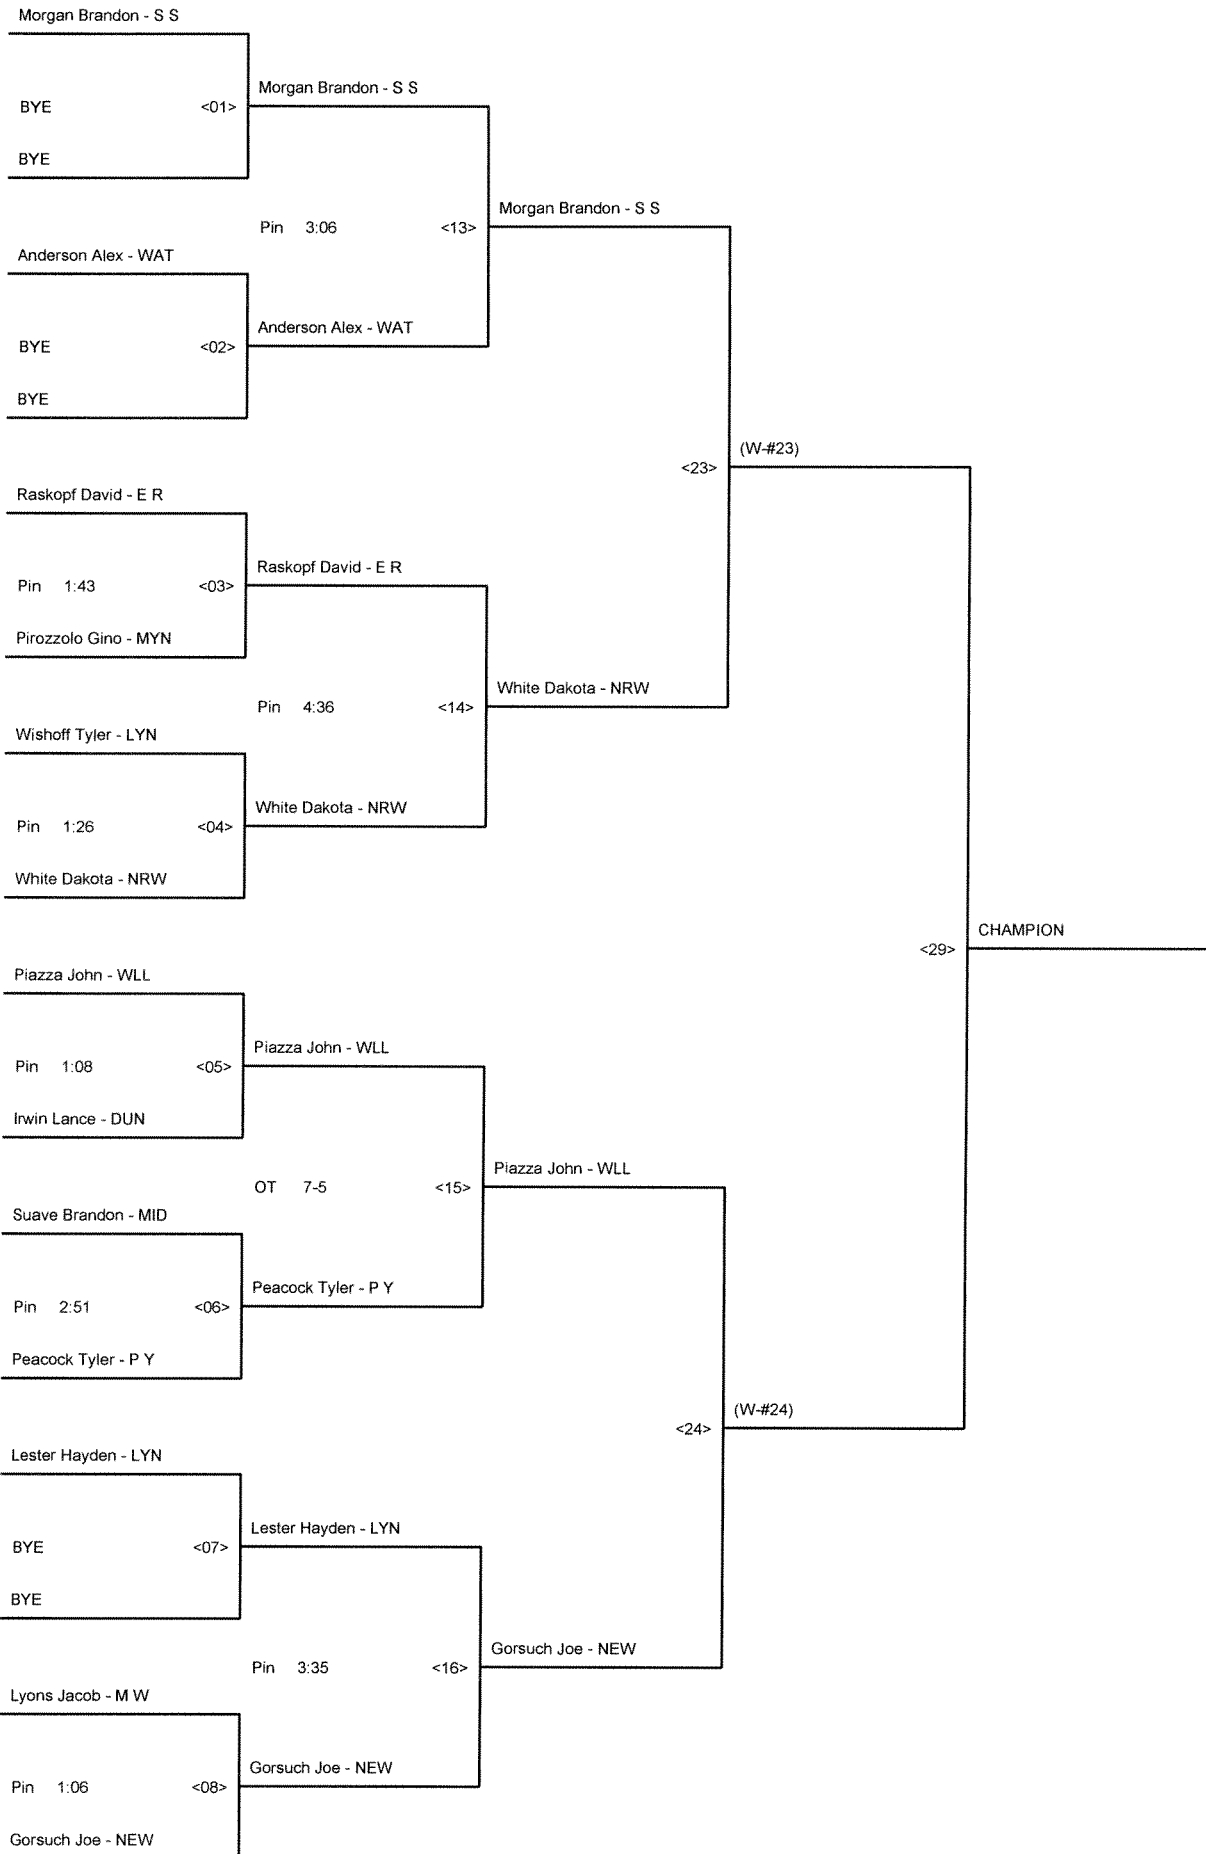 Morgan Brandon - S S
Morgan Brandon - S S
BYE <01>
BYE
Morgan Brandon - S S
Pin 3:06 <13>
Anderson Alex - WAT
Anderson Alex - WAT
BYE <02>
BYE
(W-#23)
<23>
Raskopf David - E R
Raskopf David - E R
Pin 1:43 <03>
Pirozzolo Gino - MYN
White Dakota - NRW
Pin 4:36 <14>
Wishoff Tyler - LYN
White Dakota - NRW
Pin 1:26 <04>
White Dakota - NRW
CHAMPION
<29>
Piazza John - WLL
Piazza John - WLL
Pin 1:08 <05>
Irwin Lance - DUN
Piazza John - WLL
OT 7-5 <15>
Suave Brandon - MID
Peacock Tyler - P Y
Pin 2:51 <06>
Peacock Tyler - P Y
(W-#24)
<24>
Lester Hayden - LYN
Lester Hayden - LYN
BYE <07>
BYE
Gorsuch Joe - NEW
Pin 3:35 <16>
Lyons Jacob - M W
Gorsuch Joe - NEW
Pin 1:06 <08>
Gorsuch Joe - NEW